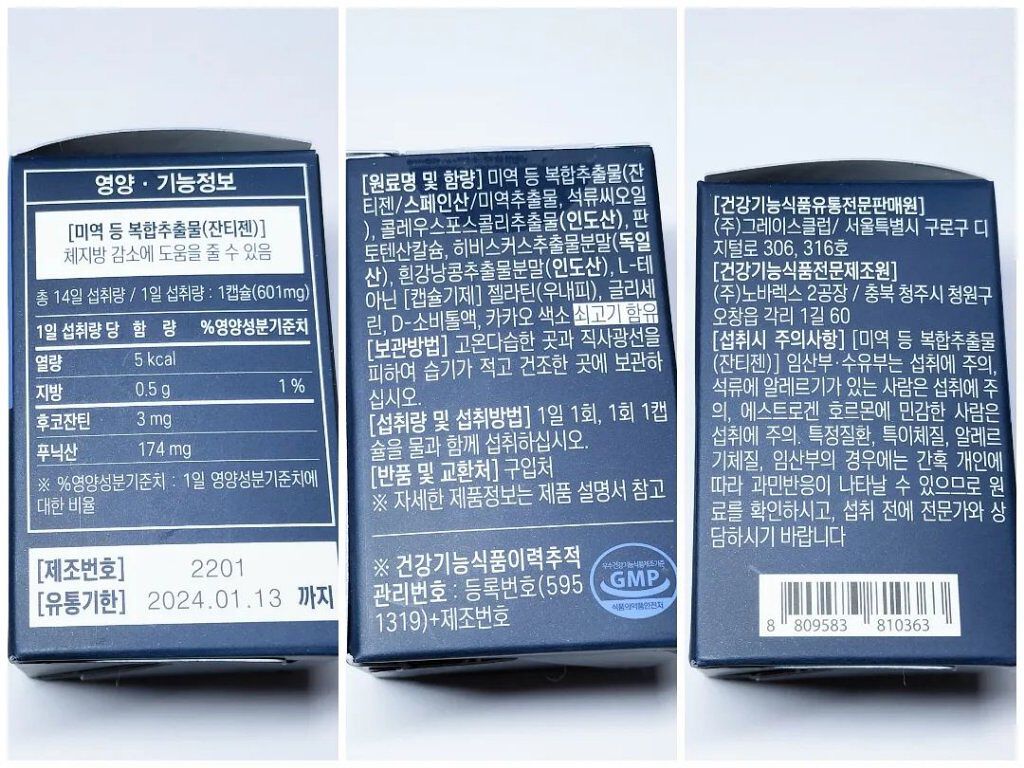 영양·기능정보
[미역 등 복합추출물(잔티젠)]
체지방 감소에 도움을 줄 수 있음
총 14일 섭취량 / 1일 섭취량 : 1캡슐(601mg)
1일 섭취량 당 함 량 %영양성분기준치
열량 5 kcal
지방 0.5 g 1 %
후코잔틴 3 mg
푸닉산 174 mg
※ %영양성분기준치 : 1일 영양성분기준치에
대한 비율
[제조번호] 2201
[유통기한] 2024.01.13 까지
[원료명 및 함량] 미역 등 복합추출물(잔
티젠/스페인산/미역추출물, 석류씨오일
), 콜레우스포스콜리추출물(인도산), 판
토텐산칼슘, 히비스커스추출물분말(독일
산), 흰강낭콩추출물분말(인도산), L-테
아닌 [캡슐기제] 젤라틴(우내피), 글리세
린, D-소비톨액, 카카오 색소 쇠고기 함유
[보관방법] 고온다습한 곳과 직사광선을
피하여 습기가 적고 건조한 곳에 보관하
십시오.
[섭취량 및 섭취방법] 1일 1회, 1회 1캡
슐을 물과 함께 섭취하십시오.
[반품 및 교환처] 구입처
※ 자세한 제품정보는 제품 설명서 참고
※ 건강기능식품이력추적
관리번호 : 등록번호(595
1319)+제조번호
우수건강기능식품제조기준
GMP
식품의약품안전처
[건강기능식품유통전문판매원]
(주)그레이스클럽/ 서울특별시 구로구 디
지털로 306, 316호
[건강기능식품전문제조원]
(주)노바렉스 2공장 / 충북 청주시 청원구
오창읍 각리 1길 60
[섭취시 주의사항] [미역 등 복합추출물
(잔티젠)] 임산부·수유부는 섭취에 주의,
석류에 알레르기가 있는 사람은 섭취에 주
의, 에스트로겐 호르몬에 민감한 사람은
섭취에 주의. 특정질환, 특이체질, 알레르
기체질, 임산부의 경우에는 간혹 개인에
따라 과민반응이 나타날 수 있으므로 원
료를 확인하시고, 섭취 전에 전문가와 상
담하시기 바랍니다
8 809583 810363